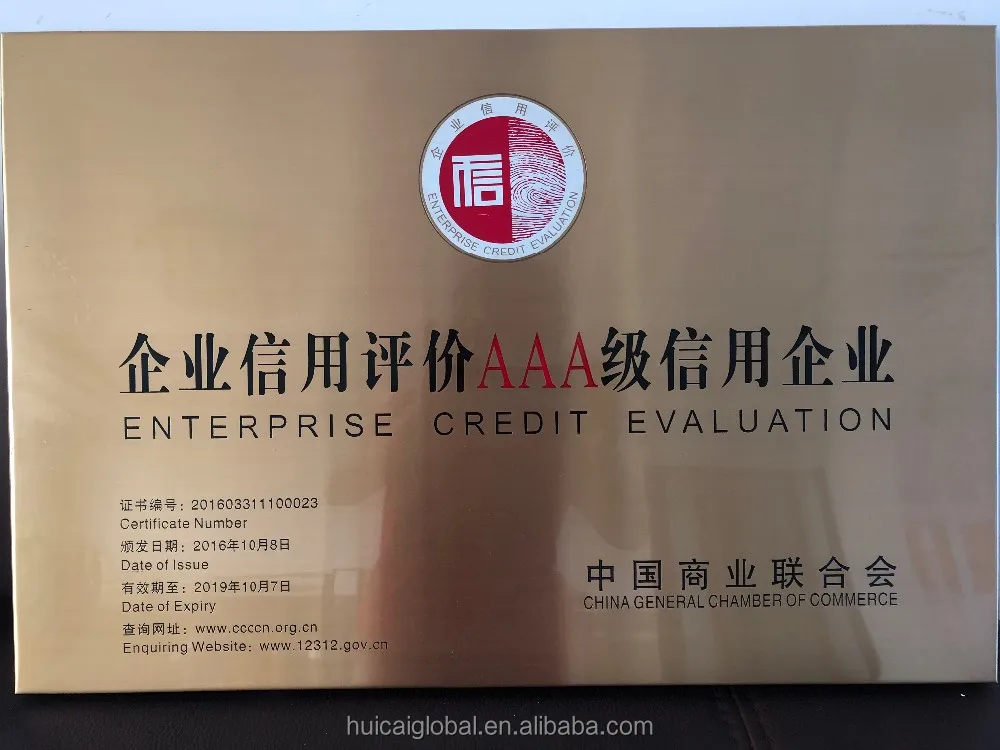 企业信用评价
信
ENTERPRISE CREDIT EVALUATION
企业信用评价AAA级信用企业
ENTERPRISE CREDIT EVALUATION
证书编号：201603311100023
Certificate Number
颁发日期：2016年10月8日
Date of Issue
有效期至：2019年10月7日
Date of Expiry
查询网址：www.ccccn.org.cn
Enquiring Website：www.12312.gov.cn
中国商业联合会
CHINA GENERAL CHAMBER OF COMMERCE
huicaiglobal.en.alibaba.com